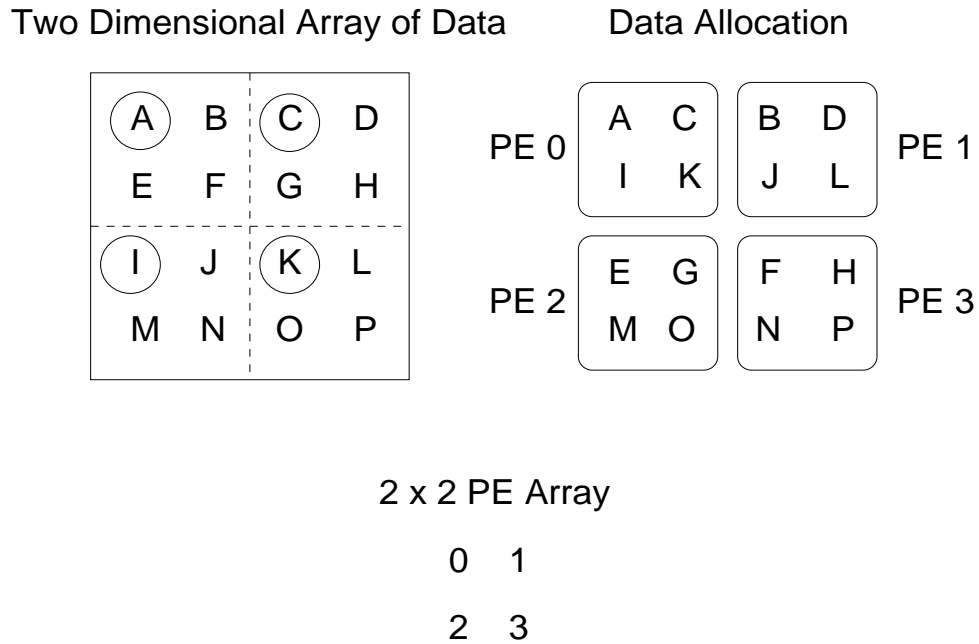 Two Dimensional Array of Data Data Allocation
A B C D
E F G H
I J K L
M N O P
PE 0
A C
I K
B D
J L
PE 1
PE 2
E G
M O
F H
N P
PE 3
2 x 2 PE Array
0 1
2 3